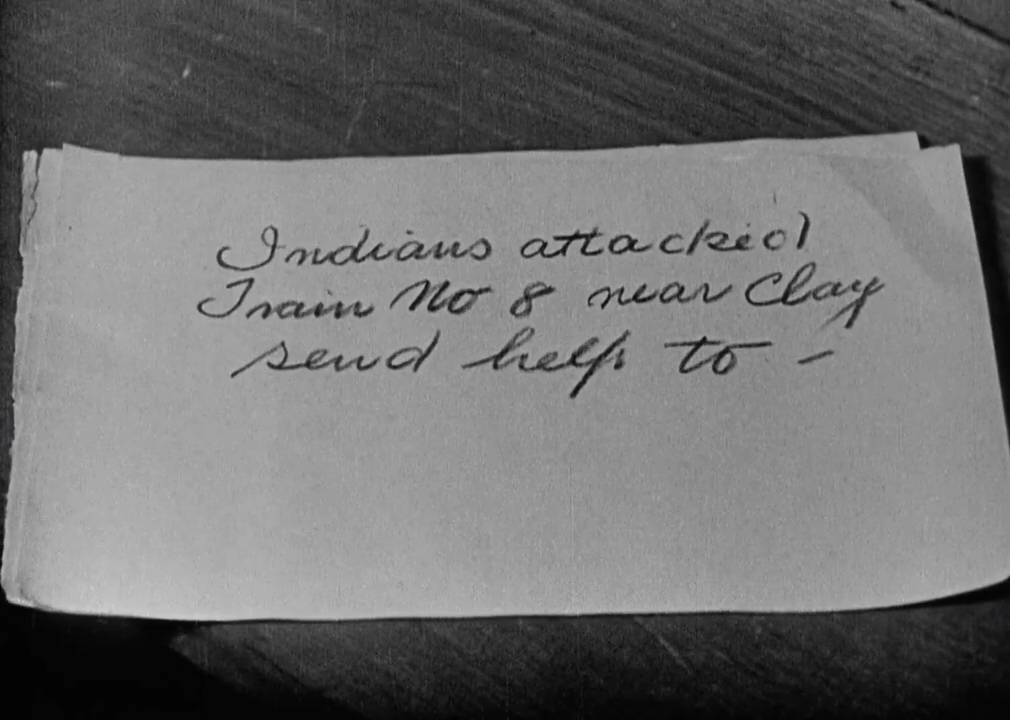 Indians attacked
Train No 8 near Clay
send help to -